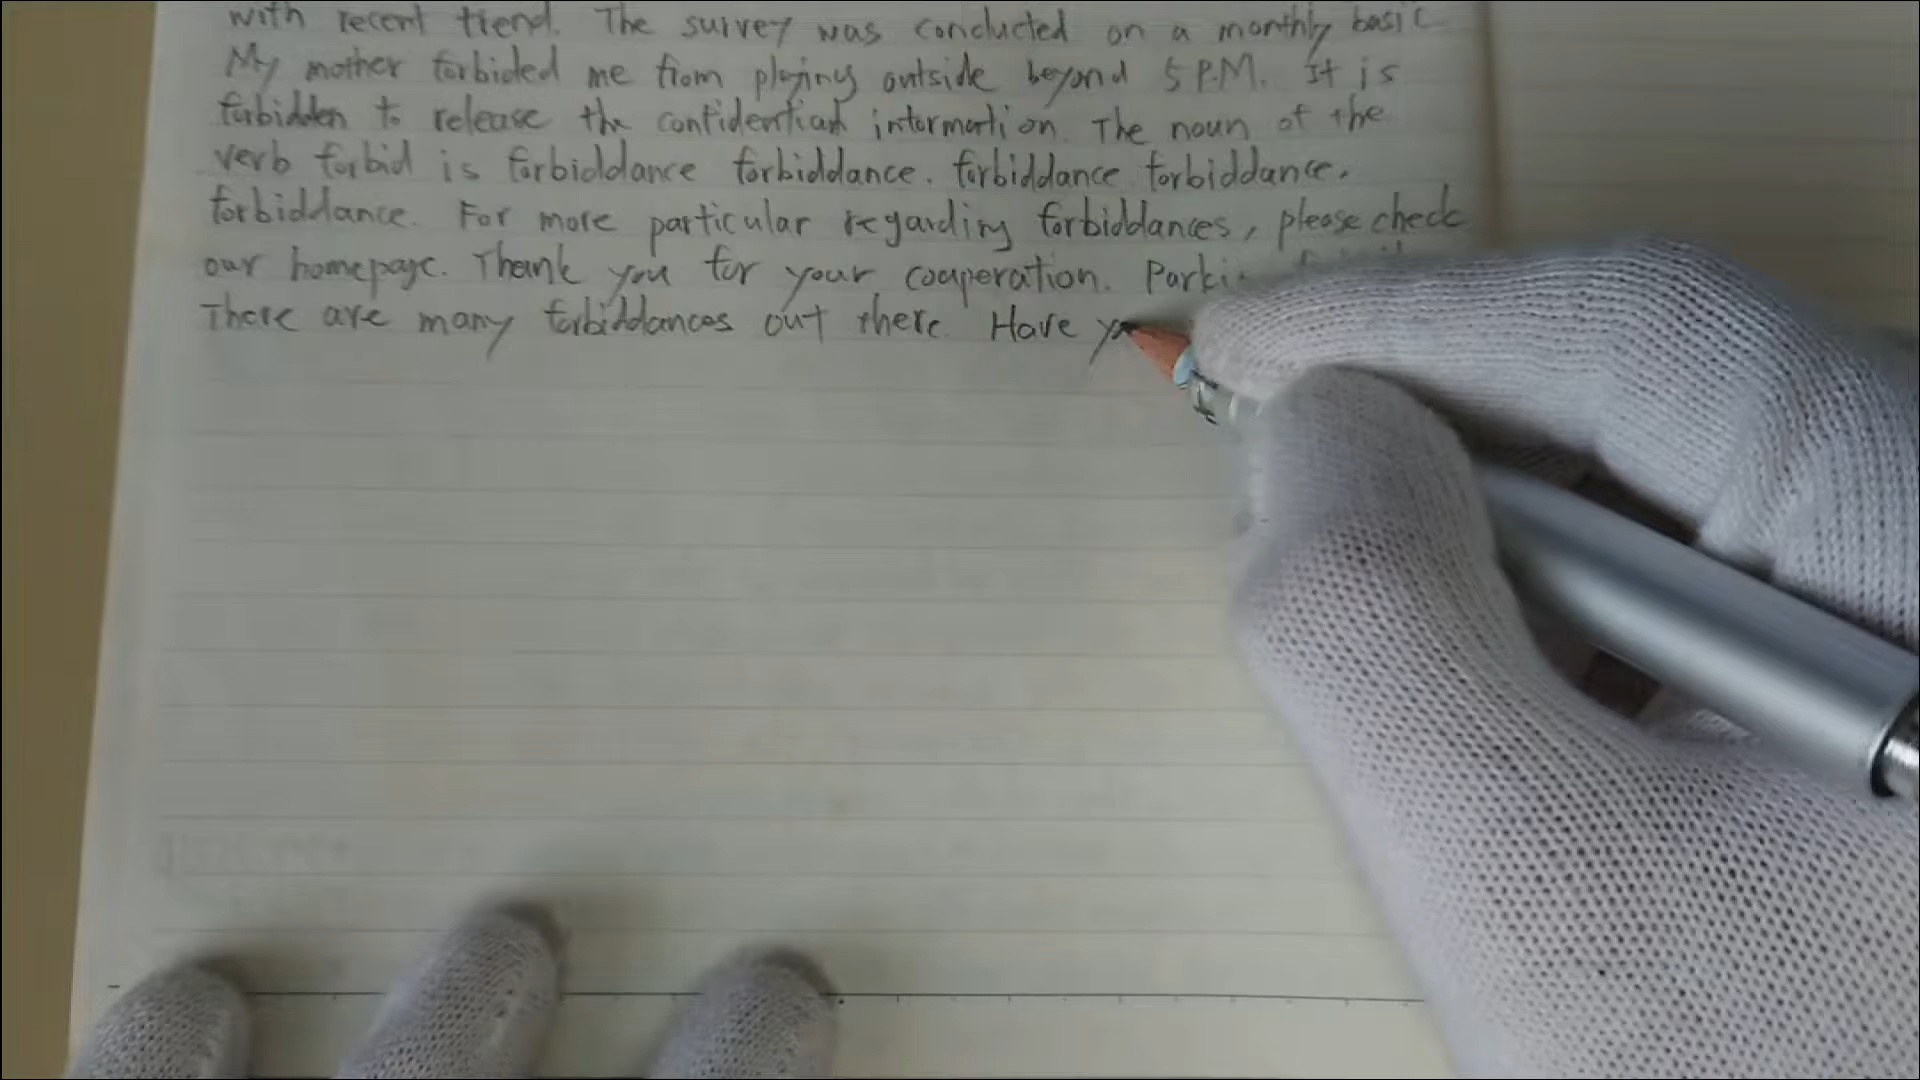 with recent trend. The survey was conducted on a monthly basic
My mother forbided me from playing outside beyond 5 P.M. It is
forbidden to release the confidential information. The noun of the
verb forbid is forbiddance forbiddance. forbiddance forbiddance.
forbiddance. For more particular regarding forbiddances, please check
our homepage. Thank you for your couperation.
There are many forbiddances out there. Have